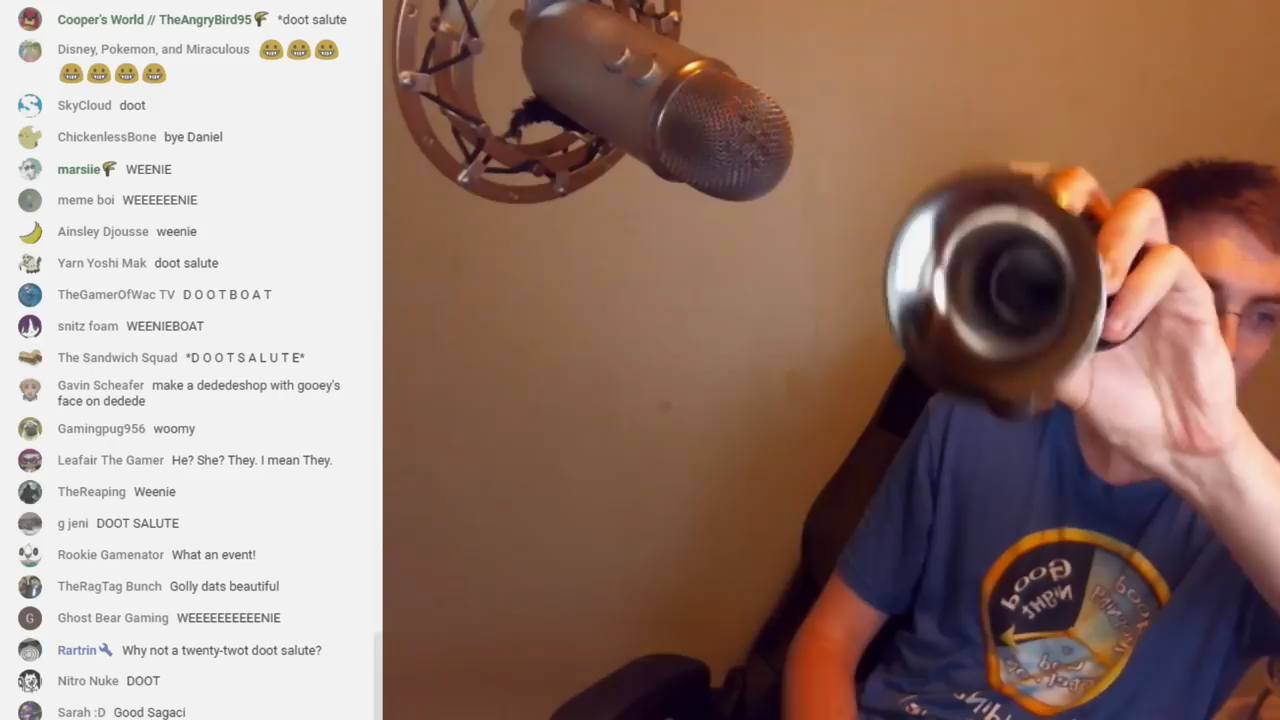 Cooper's World // TheAngryBird95 *doot salute
Disney, Pokemon, and Miraculous
SkyCloud doot
ChickenlessBone bye Daniel
marsiie WEENIE
meme boi WEEEEEENIE
Ainsley Djousse weenie
Yarn Yoshi Mak doot salute
TheGamerOfWac TV D O O T B O A T
snitz foam WEENIEBOAT
The Sandwich Squad *D O O T S A L U T E*
Gavin Scheafer make a dededeshop with gooey's
face on dedede
Gamingpug956 woomy
Leafair The Gamer He? She? They. I mean They.
TheReaping Weenie
g jeni DOOT SALUTE
Rookie Gamenator What an event!
TheRagTag Bunch Golly dats beautiful
G Ghost Bear Gaming WEEEEEEEEEENIE
Rartrin Why not a twenty-twot doot salute?
Nitro Nuke DOOT
Sarah :D Good Sagaci
Good
Night